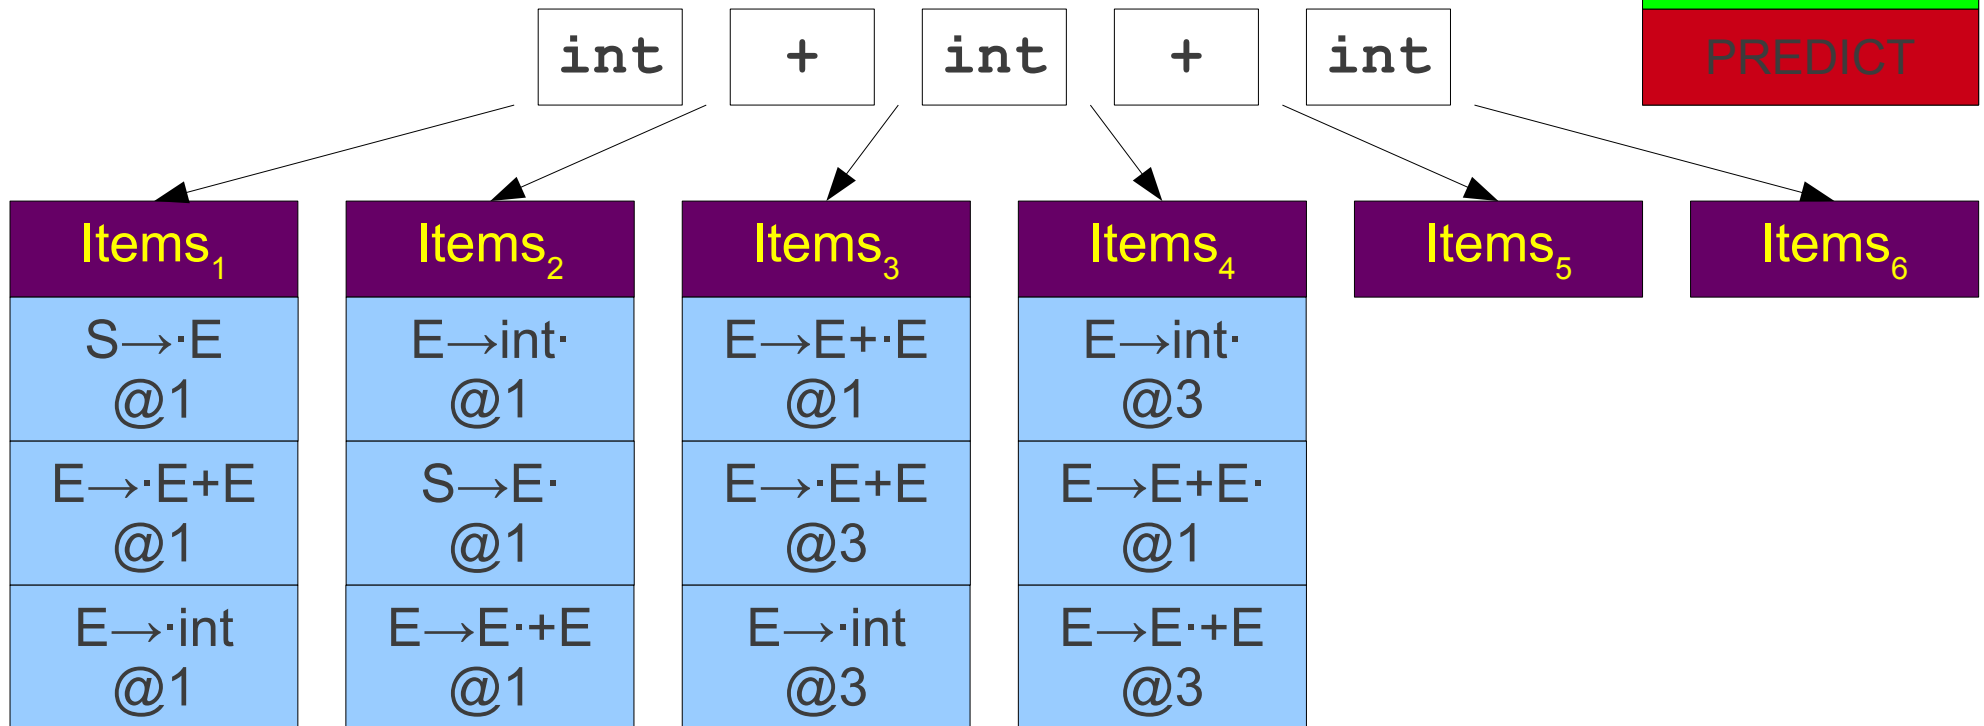 int + int + int
PREDICT
Items₁
Items₂
Items₃
Items₄
Items₅
Items₆
S→·E
@1
E→·E+E
@1
E→·int
@1
E→int·
@1
S→E·
@1
E→E·+E
@1
E→E+·E
@1
E→·E+E
@3
E→·int
@3
E→int·
@3
E→E+E·
@1
E→E·+E
@3